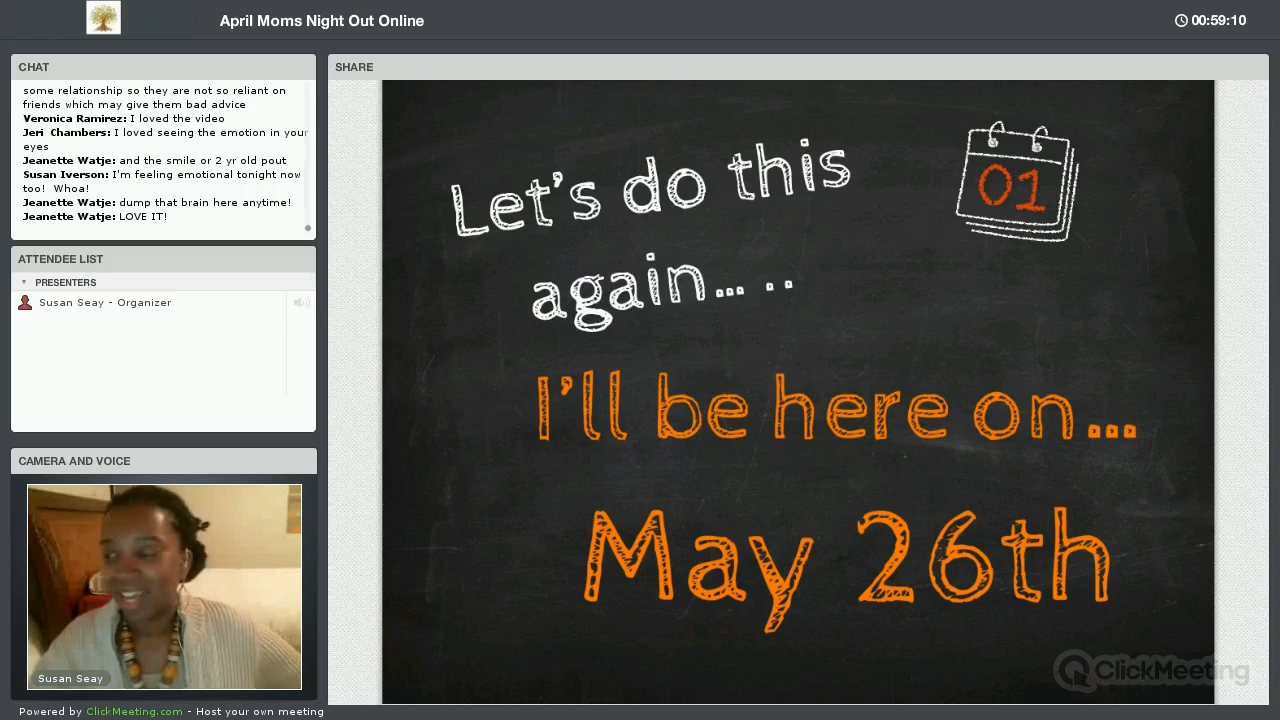 April Moms Night Out Online
00:59:10
CHAT
some relationship so they are not so reliant on
friends which may give them bad advice
Veronica Ramirez: I loved the video
Jari Chambers: I loved seeing the emotion in your
eyes
Jeanette Watje: and the smile or 2 yr old pout
Susan Iverson: I'm feeling emotional tonight now
too! Whoa!
Jeanette Watje: dump that brain here anytime!
Jeanette Watje: LOVE IT!
ATTENDEE LIST
PRESENTERS
Susan Seay - Organizer
CAMERA AND VOICE
Susan Seay
Powered by ClickMeeting.com - Host your own meeting
SHARE
Let's do this
01
again... ..
I'll be here on...
May 26th
ClickMeeting